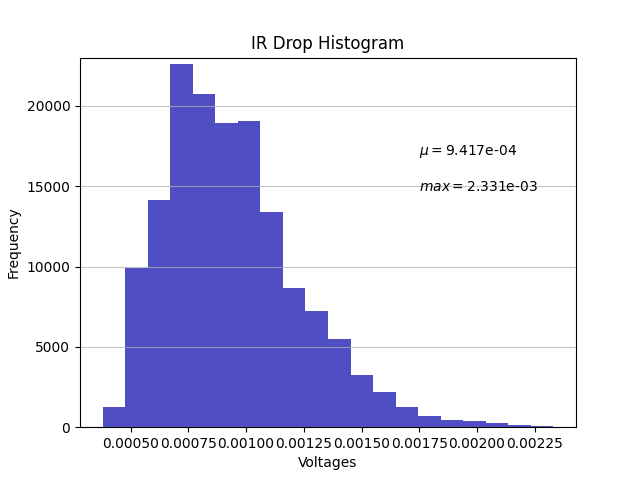 IR Drop Histogram
20000
15000
10000
5000
0
Frequency
μ = 9.417e-04
max = 2.331e-03
0.00050 0.00075 0.00100 0.00125 0.00150 0.00175 0.00200 0.00225
Voltages